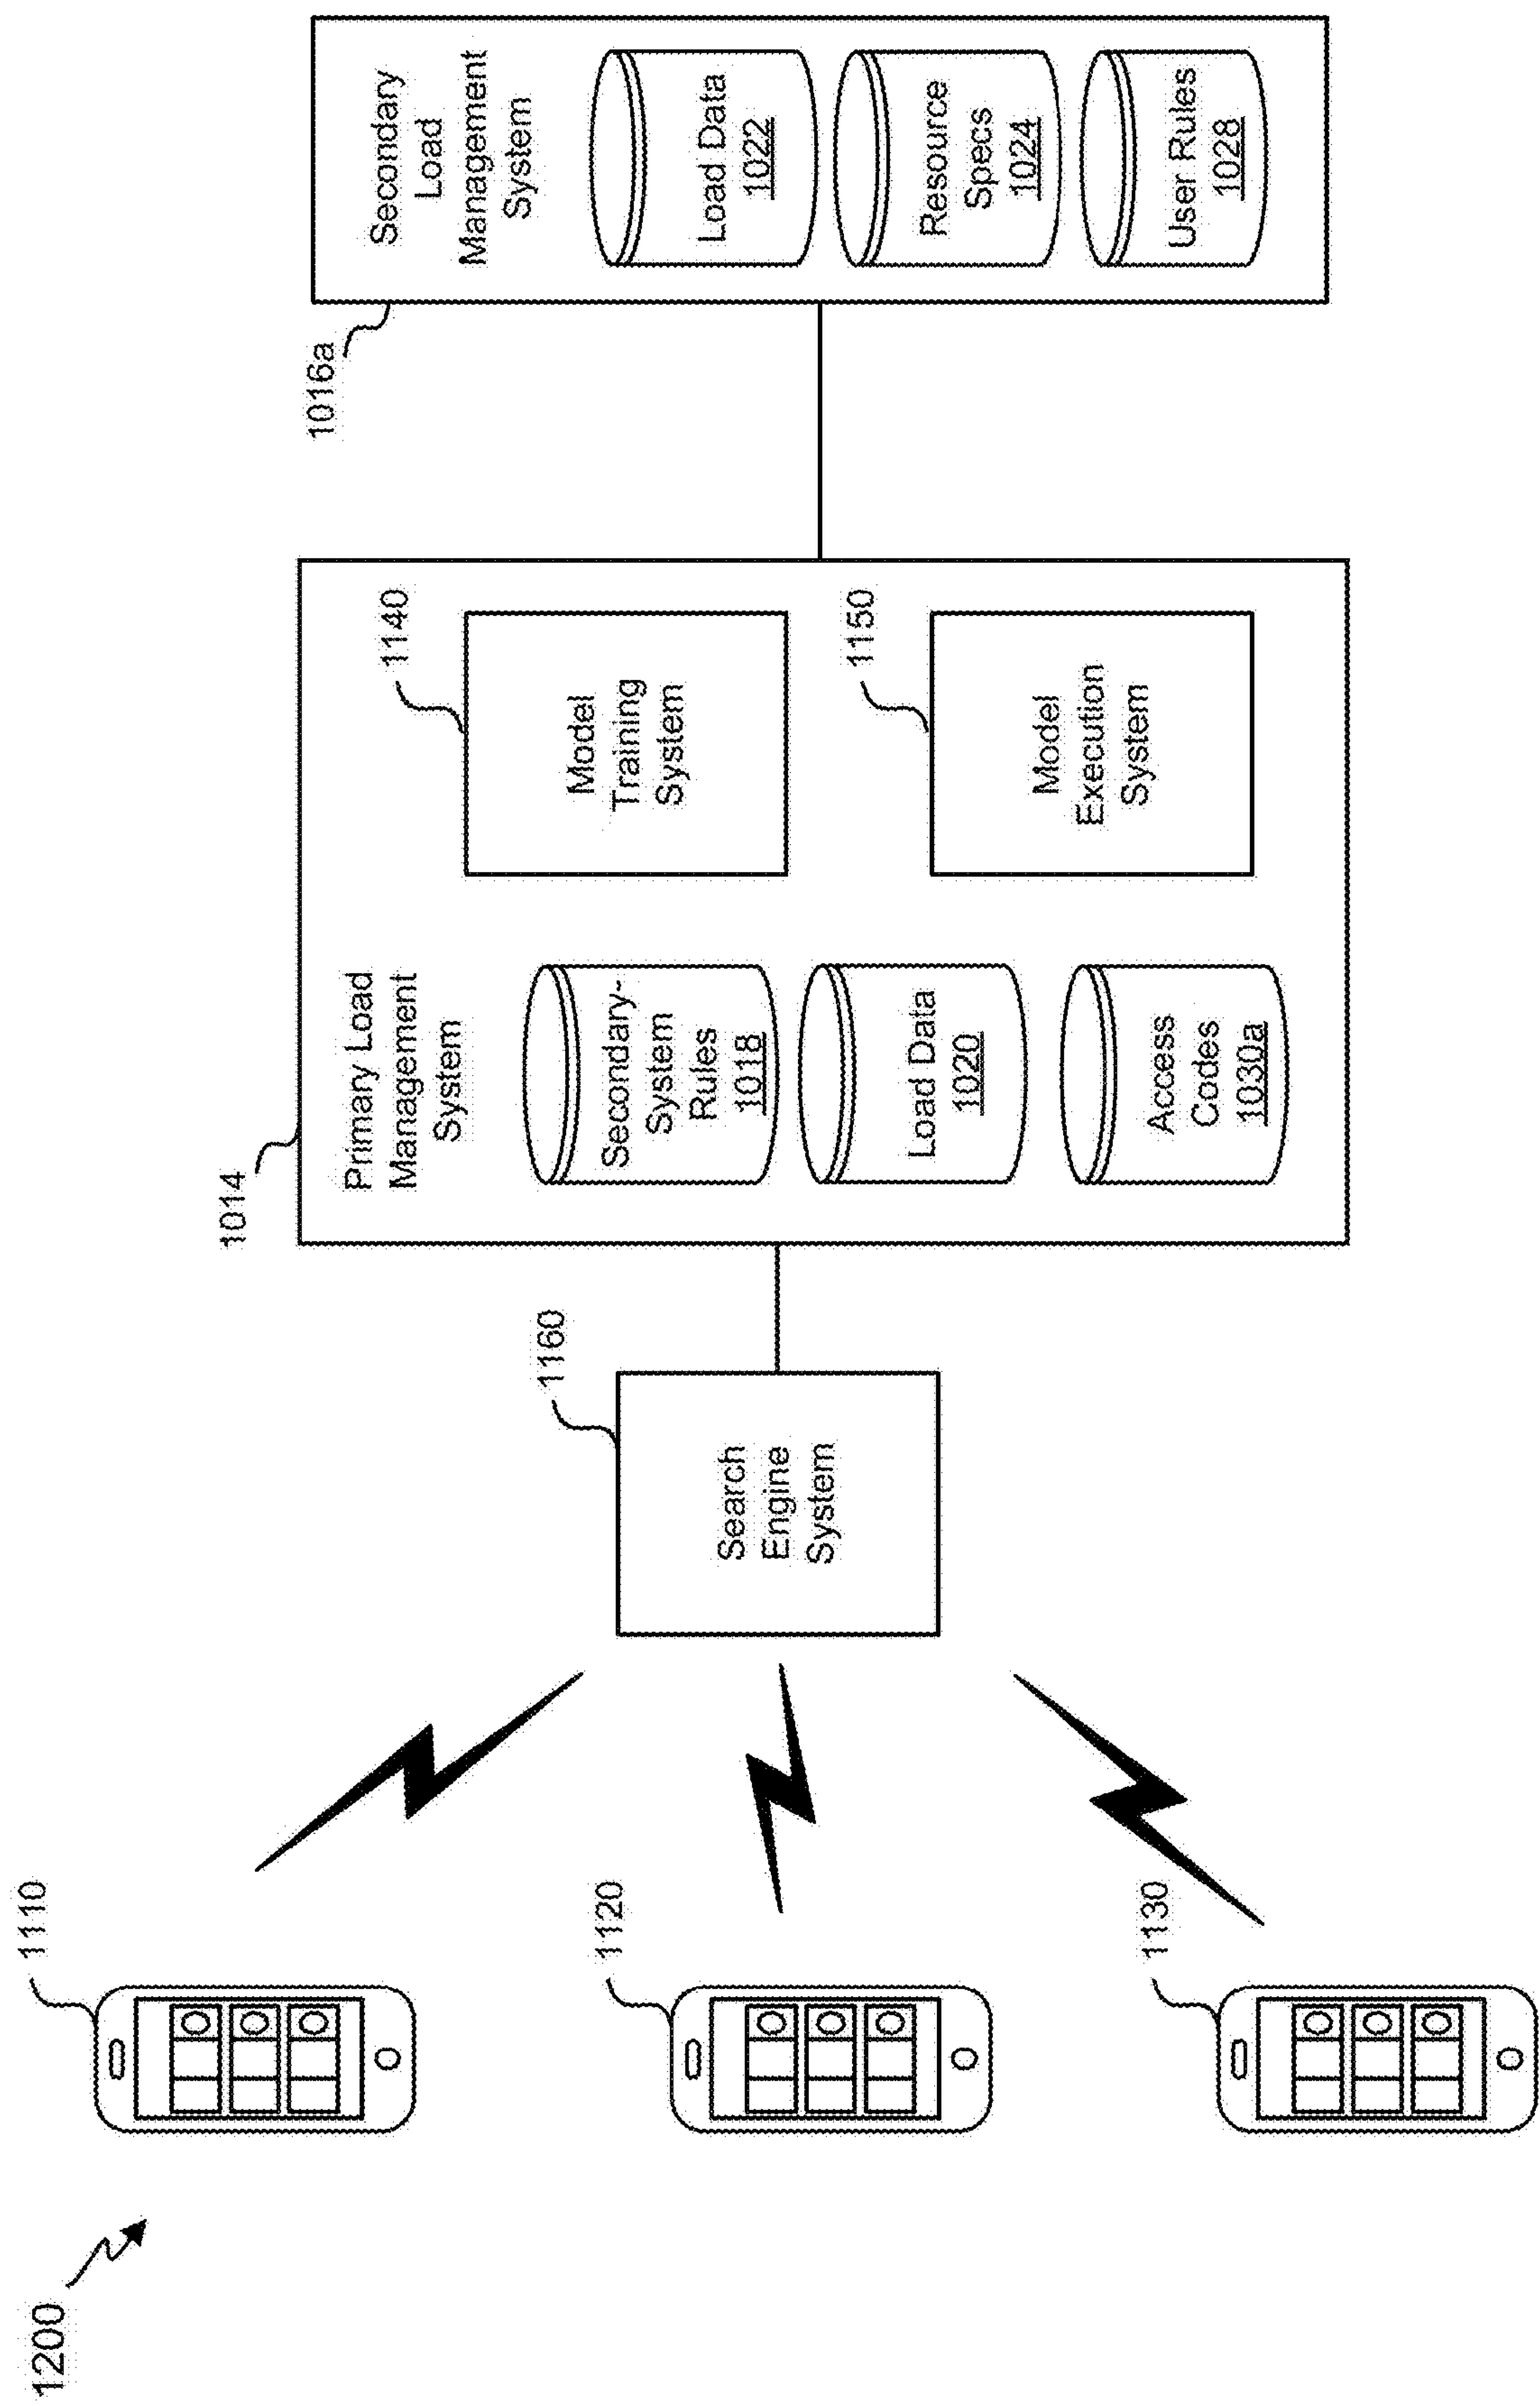 1200
1110
1120
1130
1160
Search
Engine
System
1014
Primary Load
Management
System
Secondary-
System
Rules
1018
Load Data
1020
Access
Codes
1030a
1140
Model
Training
System
1150
Model
Execution
System
1016a
Secondary
Load
Management
System
Load Data
1022
Resource
Specs
1024
User Rules
1028